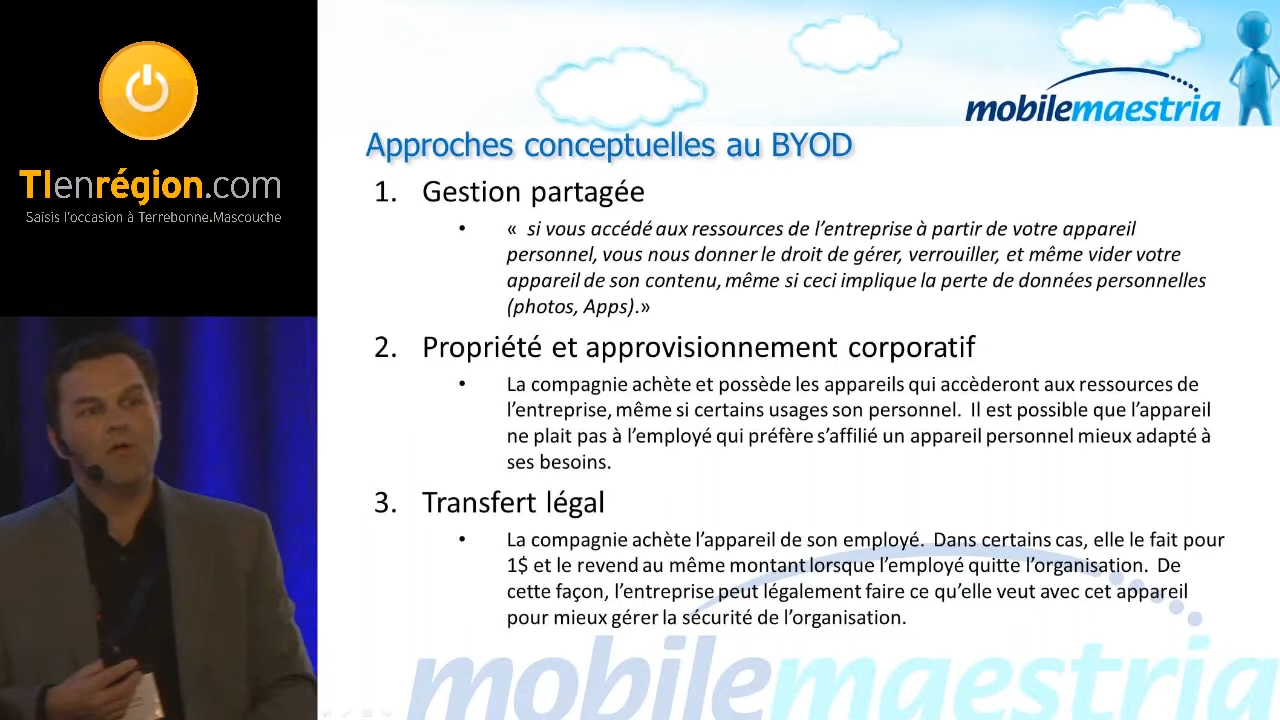 TIenrégion.com
Saisis l'occasion à Terrebonne.Mascouche
mobilemaestria
Approches conceptuelles au BYOD
1. Gestion partagée
• « si vous accédé aux ressources de l'entreprise à partir de votre appareil
personnel, vous nous donner le droit de gérer, verrouiller, et même vider votre
appareil de son contenu, même si ceci implique la perte de données personnelles
(photos, Apps).»
2. Propriété et approvisionnement corporatif
• La compagnie achète et possède les appareils qui accèderont aux ressources de
l'entreprise, même si certains usages son personnel. Il est possible que l'appareil
ne plait pas à l'employé qui préfère s'affilié un appareil personnel mieux adapté à
ses besoins.
3. Transfert légal
• La compagnie achète l'appareil de son employé. Dans certains cas, elle le fait pour
1$ et le revend au même montant lorsque l'employé quitte l'organisation. De
cette façon, l'entreprise peut légalement faire ce qu'elle veut avec cet appareil
pour mieux gérer la sécurité de l'organisation.
mobilemaestria